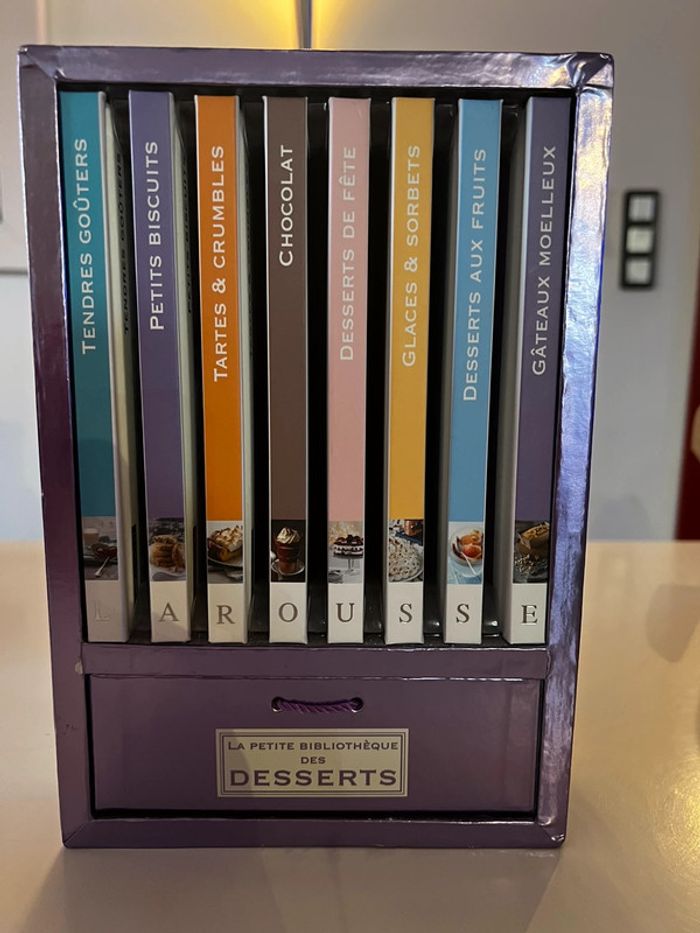 TENDRES GOÛTERS
PETITS BISCUITS
TARTES & CRUMBLES
CHOCOLAT
DESSERTS DE FÊTE
GLACES & SORBETS
DESSERTS AUX FRUITS
GÂTEAUX MOELLEUX
L A R O U S S E
LA PETITE BIBLIOTHÈQUE
DES
DESSERTS